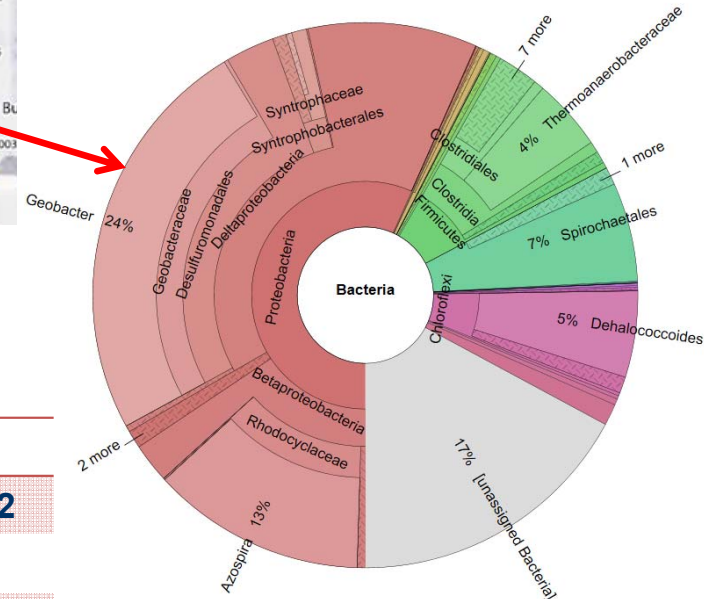 Bu
003
2
Bacteria
Proteobacteria
Deltaproteobacteria
Desulfuromonadales
Geobacteraceae
Geobacter 24%
Syntrophobacterales
Syntrophaceae
Betaproteobacteria
Rhodocyclaceae
Azospira 13%
2 more
Firmicutes
Clostridia
Clostridiales
7 more
4% Thermoanaerobacteraceae
1 more
7% Spirochaetales
Chloroflexi
5% Dehalococcoides
17% [unassigned Bacteria]